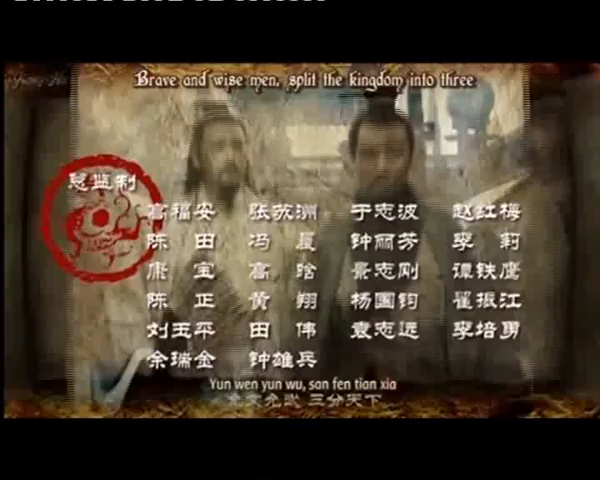 Brave and wise men, split the kingdom into three
总监制
高福安 张苏洲 于志波 赵红梅
陈田 冯晨 钟丽芳 李莉
康宝 高晗 景志刚 谭铁鹰
陈正 黄翔 杨国钧 翟振江
刘玉平 田伟 袁志远 李培勇
余瑞金 钟雄兵
Yun wen yun wu, san fen tian xia
允文允武 三分天下